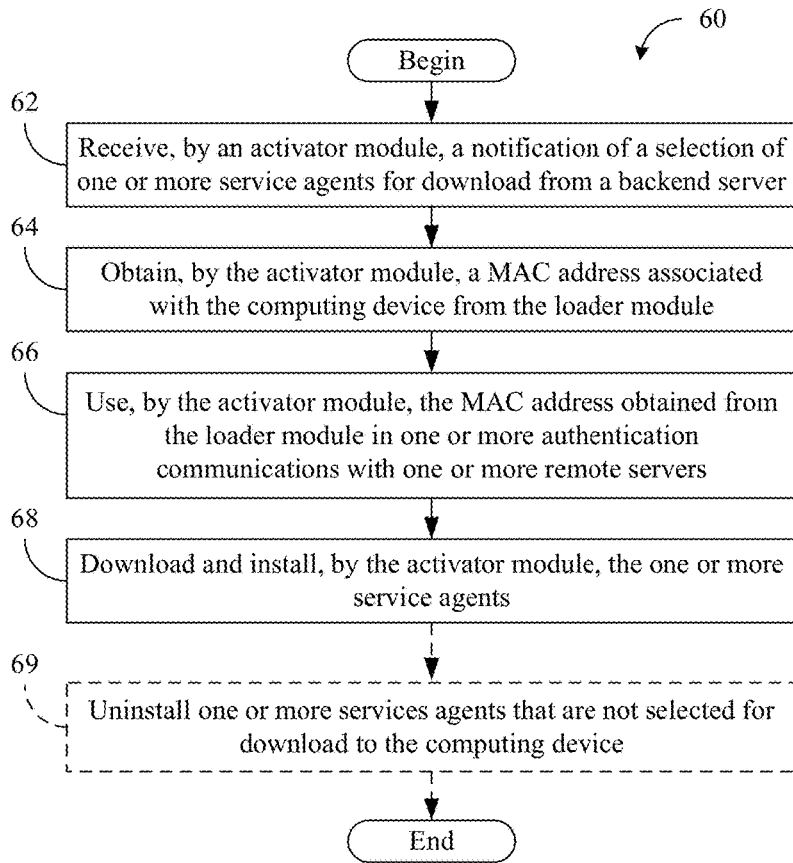 60
Begin
62
Receive, by an activator module, a notification of a selection of
one or more service agents for download from a backend server
64
Obtain, by the activator module, a MAC address associated
with the computing device from the loader module
66
Use, by the activator module, the MAC address obtained from
the loader module in one or more authentication
communications with one or more remote servers
68
Download and install, by the activator module, the one or more
service agents
69
Uninstall one or more services agents that are not selected for
download to the computing device
End